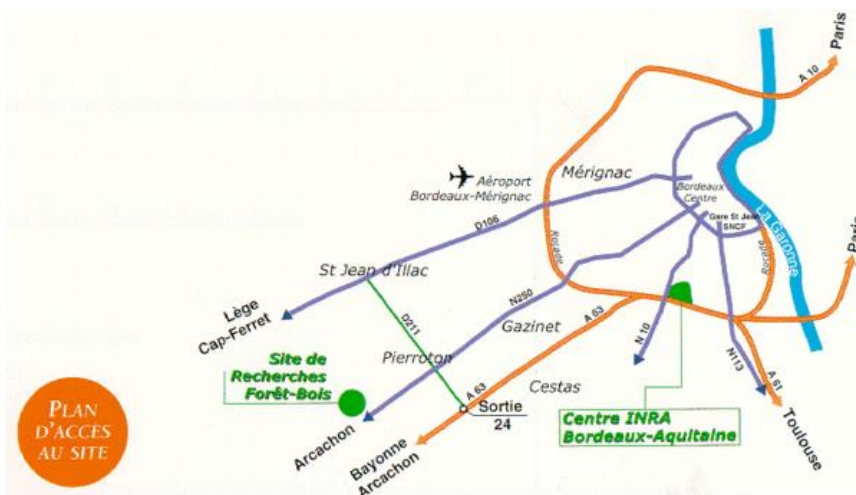 Paris
A 10
Mérignac
Aéroport
Bordeaux-Mérignac
Bordeaux
Centre
Gare St Jean
SNCF
La Garonne
Paris
D106
Rocade
Rocade
St Jean d'Illac
Lège
Cap-Ferret
D211
N250
Gazinet
A 63
N 10
N113
A 61
Toulouse
Pierroton
Site de
Recherches
Forêt-Bois
A 63
Cestas
Sortie
24
Centre INRA
Bordeaux-Aquitaine
Arcachon
Bayonne
Arcachon
PLAN
D'ACCÈS
AU SITE